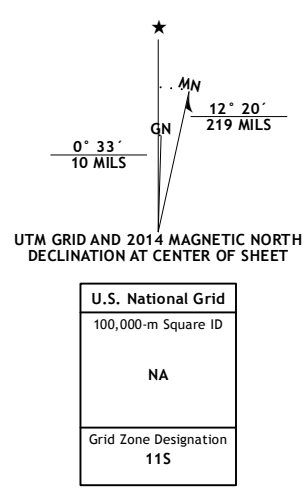 ★
MN
GN
12° 20´
219 MILS
0° 33´
10 MILS
UTM GRID AND 2014 MAGNETIC NORTH
DECLINATION AT CENTER OF SHEET
U.S. National Grid
100,000-m Square ID
NA
Grid Zone Designation
11S